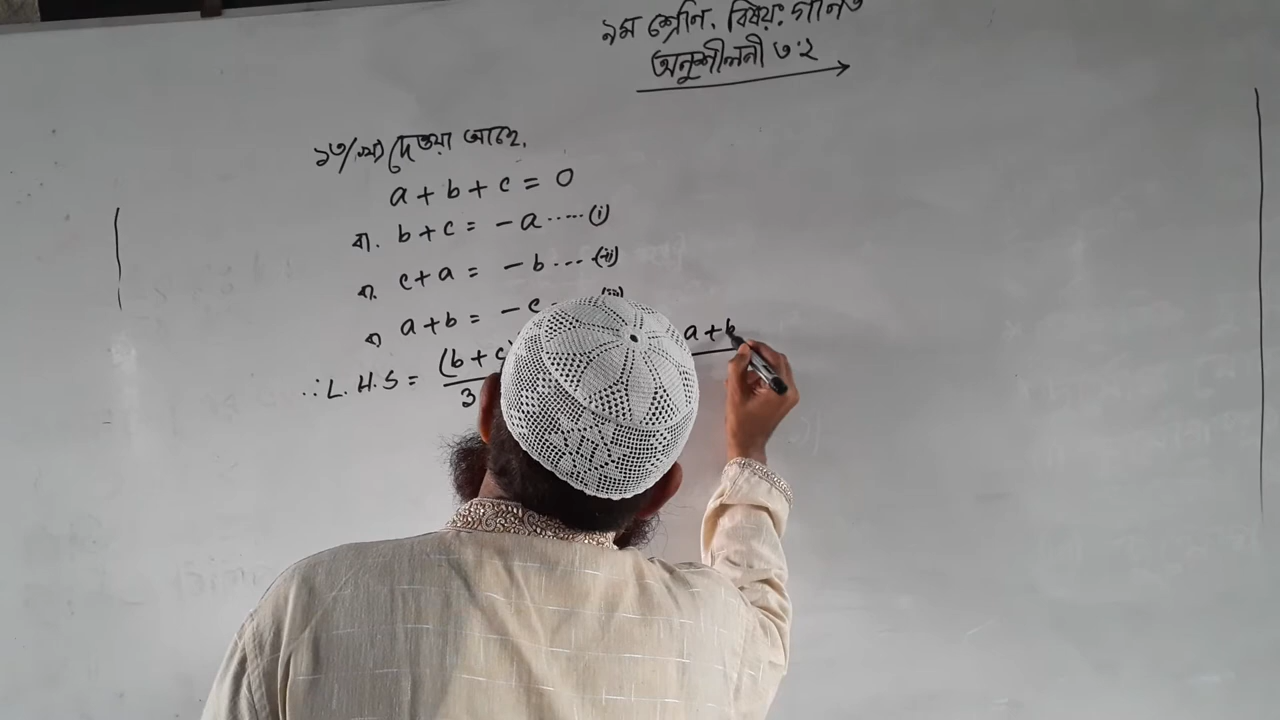 ৯ম শ্রেণি. বিষয়: গণিত
অনুশীলনী ৩.২
১৩/(খ) দেওয়া আছে,
a + b + c = 0
বা. b + c = - a ..... (i)
বা. c + a = - b ... (ii)
বা a + b = - c (iii)
∴ L.H.S = (b + c) / 3 a + b